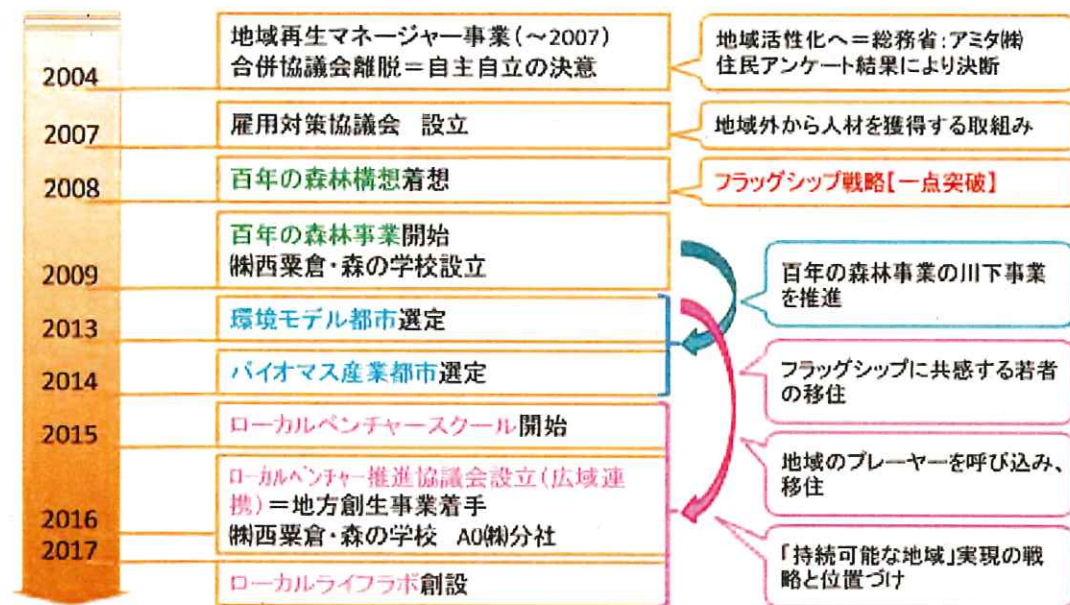 2004
地域再生マネージャー事業(～2007)
合併協議会離脱＝自主自立の決意
地域活性化へ＝総務省：アミタ㈱
住民アンケート結果により決断
2007
雇用対策協議会　設立
地域外から人材を獲得する取組み
2008
百年の森林構想着想
フラッグシップ戦略【一点突破】
2009
百年の森林事業開始
㈱西粟倉・森の学校設立
百年の森林事業の川下事業
を推進
2013
環境モデル都市選定
2014
バイオマス産業都市選定
フラッグシップに共感する若者
の移住
2015
ローカルベンチャースクール開始
地域のプレーヤーを呼び込み、
移住
2016
ローカルベンチャー推進協議会設立(広域連
携)＝地方創生事業着手
㈱西粟倉・森の学校　A0㈱分社
2017
ローカルライフラボ創設
「持続可能な地域」実現の戦
略と位置づけ